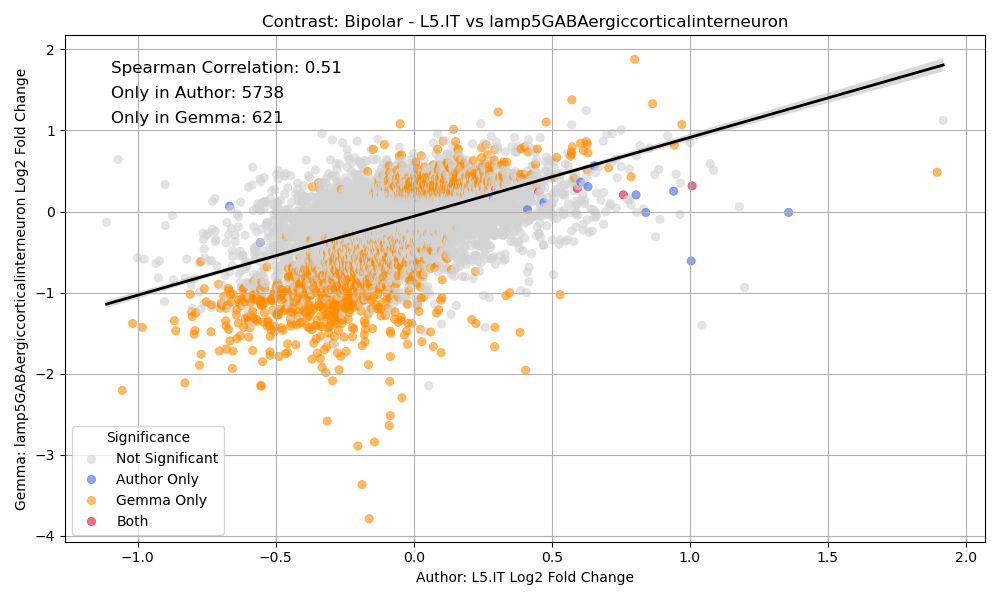 Contrast: Bipolar - L5.IT vs lamp5GABAergiccorticalinterneuron
Spearman Correlation: 0.51
Only in Author: 5738
Only in Gemma: 621
Gemma: lamp5GABAergiccorticalinterneuron Log2 Fold Change
2
1
0
−1
−2
−3
−4
Significance
Not Significant
Author Only
Gemma Only
Both
−1.0 −0.5 0.0 0.5 1.0 1.5 2.0
Author: L5.IT Log2 Fold Change